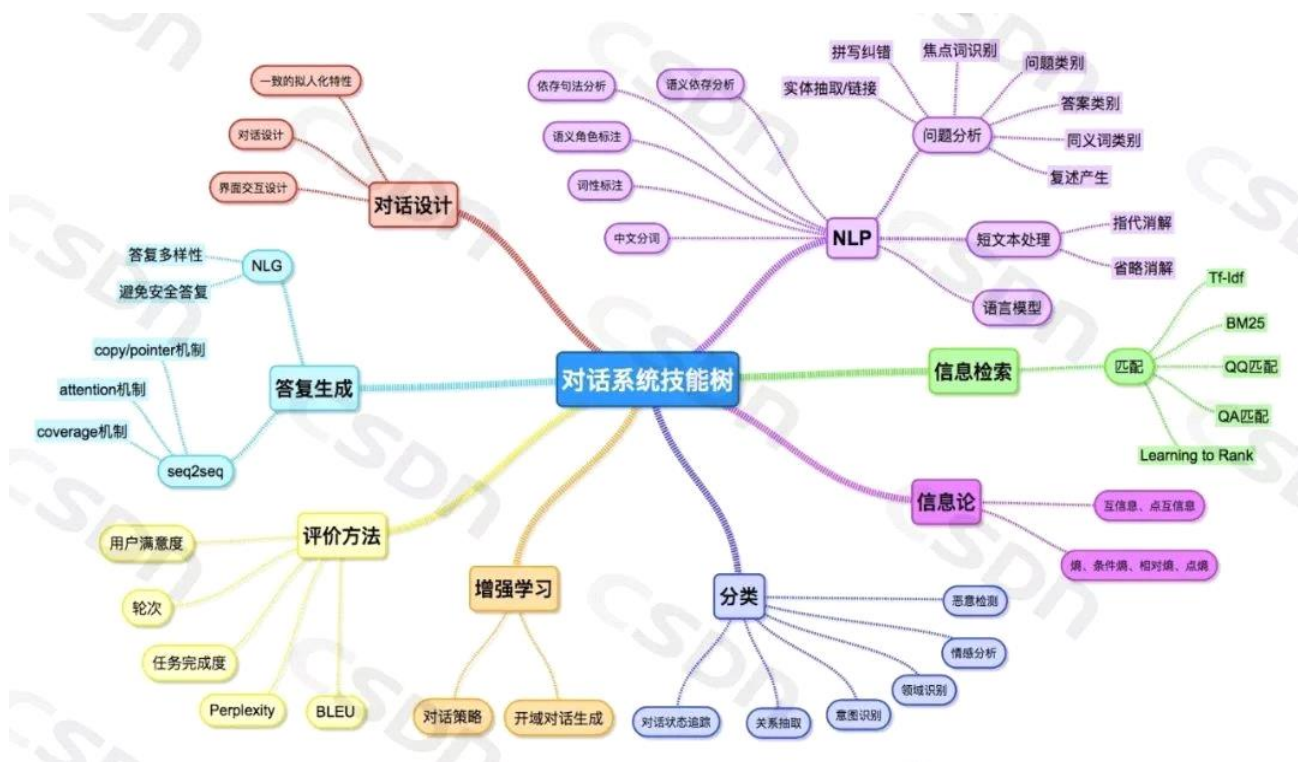 对话系统技能树
对话设计
一致的拟人化特性
对话设计
界面交互设计
答复生成
NLG
答复多样性
避免安全答复
seq2seq
copy/pointer机制
attention机制
coverage机制
评价方法
用户满意度
轮次
任务完成度
Perplexity
BLEU
增强学习
对话策略
开域对话生成
分类
对话状态追踪
关系抽取
意图识别
领域识别
情感分析
恶意检测
信息论
互信息、点互信息
熵、条件熵、相对熵、点熵
信息检索
匹配
Tf-Idf
BM25
QQ匹配
QA匹配
Learning to Rank
NLP
语义依存分析
依存句法分析
语义角色标注
词性标注
中文分词
问题分析
实体抽取/链接
拼写纠错
焦点词识别
问题类别
答案类别
同义词类别
复述产生
短文本处理
指代消解
省略消解
语言模型
CSDN